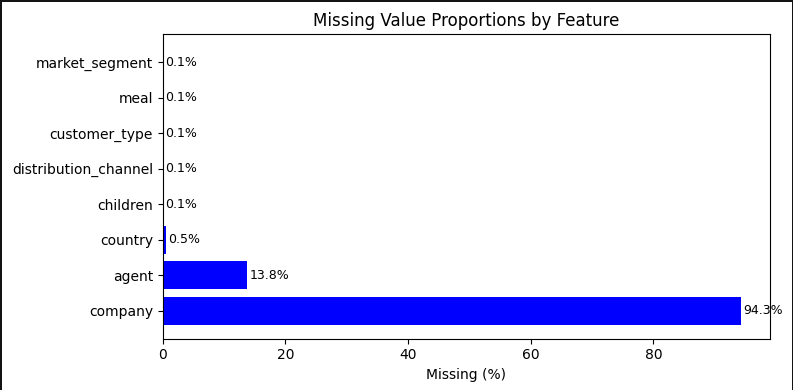 Missing Value Proportions by Feature
market_segment 0.1%
meal 0.1%
customer_type 0.1%
distribution_channel 0.1%
children 0.1%
country 0.5%
agent 13.8%
company 94.3%
0 20 40 60 80
Missing (%)